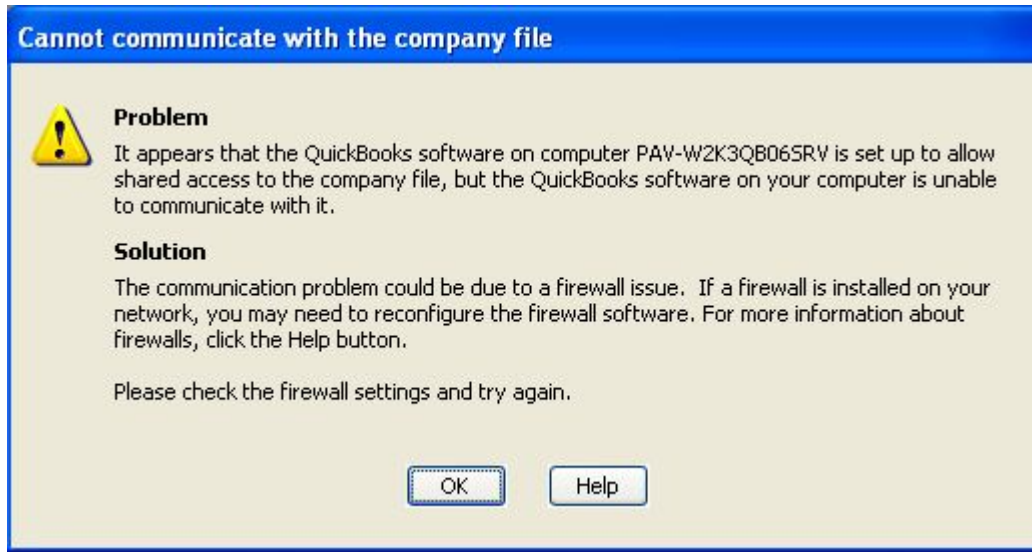 Cannot communicate with the company file
Problem
It appears that the QuickBooks software on computer PAV-W2K3QB06SRV is set up to allow
shared access to the company file, but the QuickBooks software on your computer is unable
to communicate with it.
Solution
The communication problem could be due to a firewall issue.  If a firewall is installed on your
network, you may need to reconfigure the firewall software. For more information about
firewalls, click the Help button.
Please check the firewall settings and try again.
OK
Help